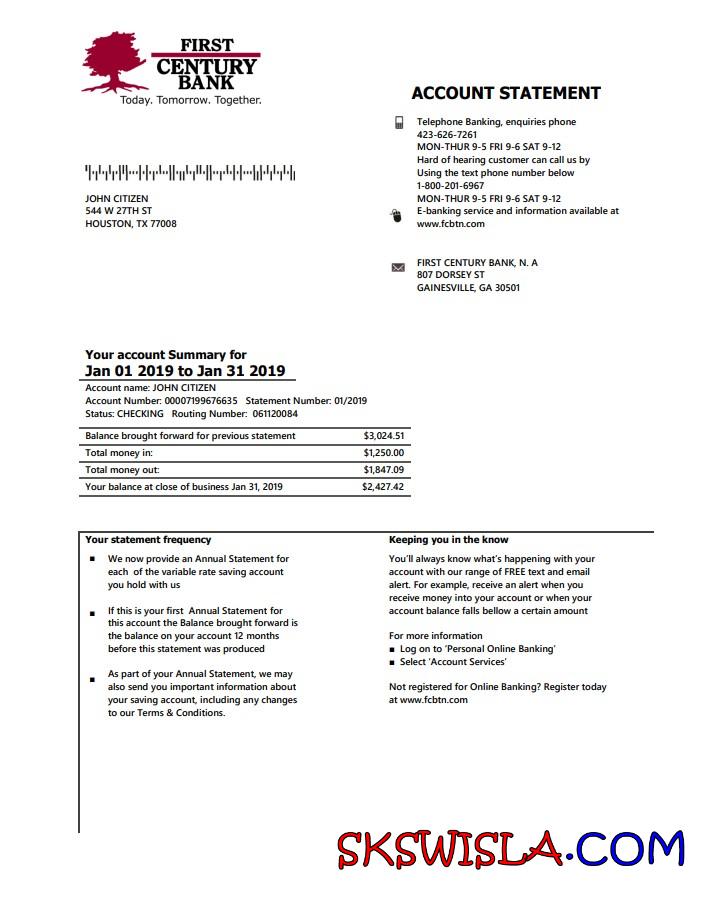 FIRST
CENTURY
BANK
Today. Tomorrow. Together.
ACCOUNT STATEMENT
Telephone Banking, enquiries phone
423-626-7261
MON-THUR 9-5 FRI 9-6 SAT 9-12
Hard of hearing customer can call us by
Using the text phone number below
1-800-201-6967
MON-THUR 9-5 FRI 9-6 SAT 9-12
E-banking service and information available at
www.fcbtn.com
JOHN CITIZEN
544 W 27TH ST
HOUSTON, TX 77008
FIRST CENTURY BANK, N. A
807 DORSEY ST
GAINESVILLE, GA 30501
Your account Summary for
Jan 01 2019 to Jan 31 2019
Account name: JOHN CITIZEN
Account Number: 00007199676635 Statement Number: 01/2019
Status: CHECKING Routing Number: 061120084
Balance brought forward for previous statement $3,024.51
Total money in: $1,250.00
Total money out: $1,847.09
Your balance at close of business Jan 31, 2019 $2,427.42
Your statement frequency
■ We now provide an Annual Statement for
each of the variable rate saving account
you hold with us
■ If this is your first Annual Statement for
this account the Balance brought forward is
the balance on your account 12 months
before this statement was produced
■ As part of your Annual Statement, we may
also send you important information about
your saving account, including any changes
to our Terms & Conditions.
Keeping you in the know
You'll always know what's happening with your
account with our range of FREE text and email
alert. For example, receive an alert when you
receive money into your account or when your
account balance falls bellow a certain amount
For more information
■ Log on to 'Personal Online Banking'
■ Select 'Account Services'
Not registered for Online Banking? Register today
at www.fcbtn.com
SKSWISLA.COM